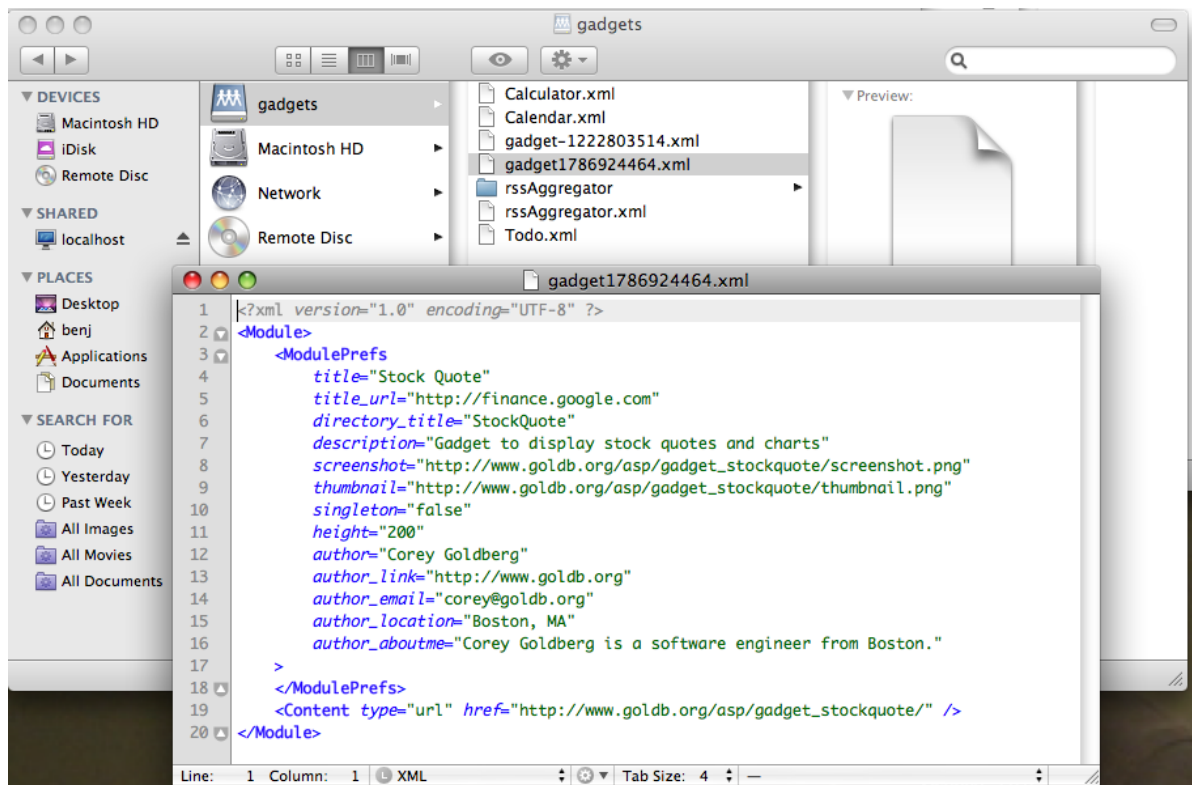 gadgets
DEVICES
Macintosh HD
iDisk
Remote Disc
SHARED
localhost
PLACES
Desktop
benj
Applications
Documents
SEARCH FOR
Today
Yesterday
Past Week
All Images
All Movies
All Documents
gadgets
Macintosh HD
Network
Remote Disc
Calculator.xml
Calendar.xml
gadget-1222803514.xml
gadget1786924464.xml
rssAggregator
rssAggregator.xml
Todo.xml
Preview:
gadget1786924464.xml
1 <?xml version="1.0" encoding="UTF-8" ?>
2 <Module>
3 <ModulePrefs
4 title="Stock Quote"
5 title_url="http://finance.google.com"
6 directory_title="StockQuote"
7 description="Gadget to display stock quotes and charts"
8 screenshot="http://www.goldb.org/asp/gadget_stockquote/screenshot.png"
9 thumbnail="http://www.goldb.org/asp/gadget_stockquote/thumbnail.png"
10 singleton="false"
11 height="200"
12 author="Corey Goldberg"
13 author_link="http://www.goldb.org"
14 author_email="corey@goldb.org"
15 author_location="Boston, MA"
16 author_aboutme="Corey Goldberg is a software engineer from Boston."
17 >
18 </ModulePrefs>
19 <Content type="url" href="http://www.goldb.org/asp/gadget_stockquote/" />
20 </Module>
Line: 1 Column: 1 L XML Tab Size: 4 —